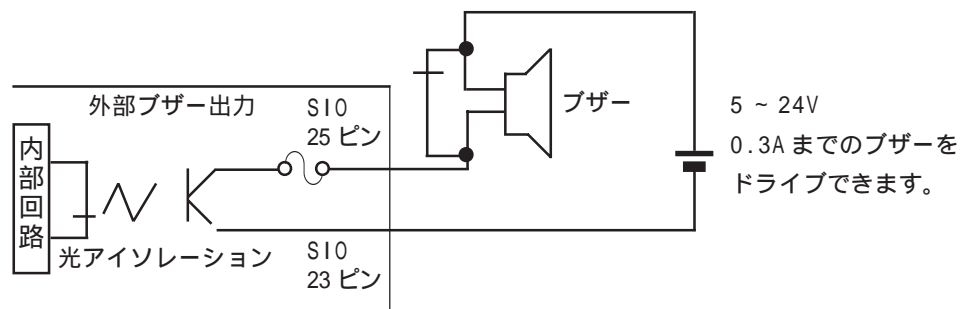 外部ブザー出力
SIO
25 ピン
ブザー
5 ~ 24V
0.3A までのブザーを
ドライブできます。
内部回路
光アイソレーション
SIO
23 ピン